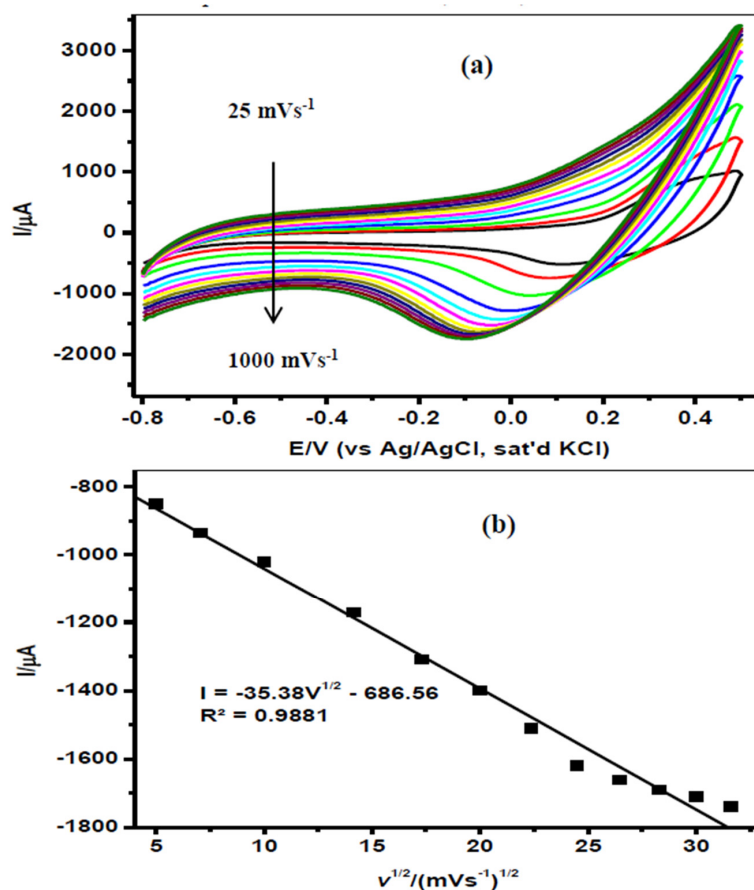 (a)
3000
2000
1000
0
-1000
-2000
I/µA
25 mVs⁻¹
1000 mVs⁻¹
-0.8 -0.6 -0.4 -0.2 0.0 0.2 0.4
E/V (vs Ag/AgCl, sat'd KCl)
(b)
-800
-1000
-1200
-1400
-1600
-1800
I/µA
I = -35.38V^1/2 - 686.56
R² = 0.9881
5 10 15 20 25 30
v^1/2/(mVs⁻¹)^1/2